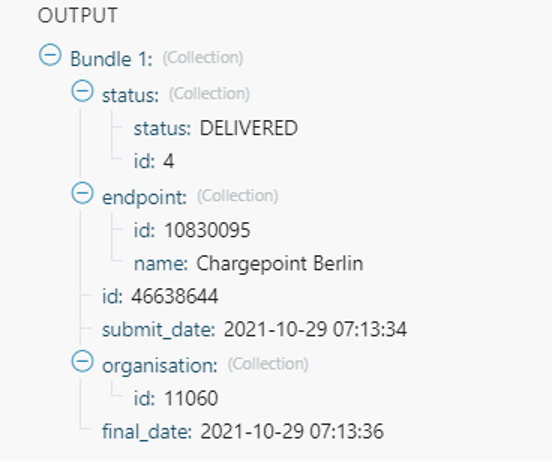 OUTPUT
Bundle 1: (Collection)
status: (Collection)
status: DELIVERED
id: 4
endpoint: (Collection)
id: 10830095
name: Chargepoint Berlin
id: 46638644
submit_date: 2021-10-29 07:13:34
organisation: (Collection)
id: 11060
final_date: 2021-10-29 07:13:36